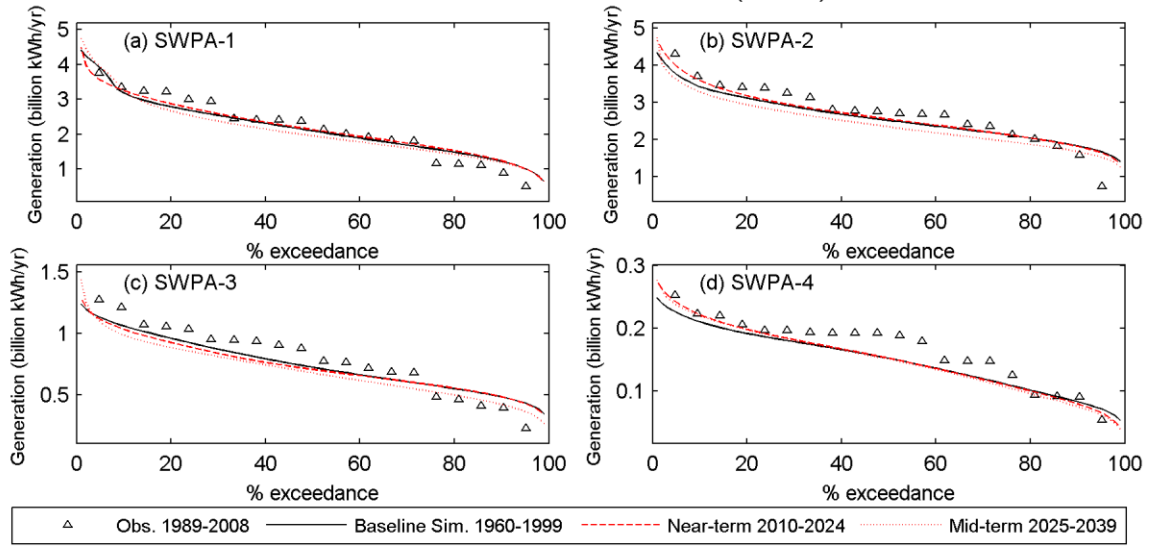 (a) SWPA-1
Generation (billion kWh/yr)
5
4
3
2
1
0 20 40 60 80 100
% exceedance
(b) SWPA-2
Generation (billion kWh/yr)
5
4
3
2
1
0 20 40 60 80 100
% exceedance
(c) SWPA-3
Generation (billion kWh/yr)
1.5
1
0.5
0 20 40 60 80 100
% exceedance
(d) SWPA-4
Generation (billion kWh/yr)
0.3
0.2
0.1
0 20 40 60 80 100
% exceedance
Obs. 1989-2008 Baseline Sim. 1960-1999 Near-term 2010-2024 Mid-term 2025-2039